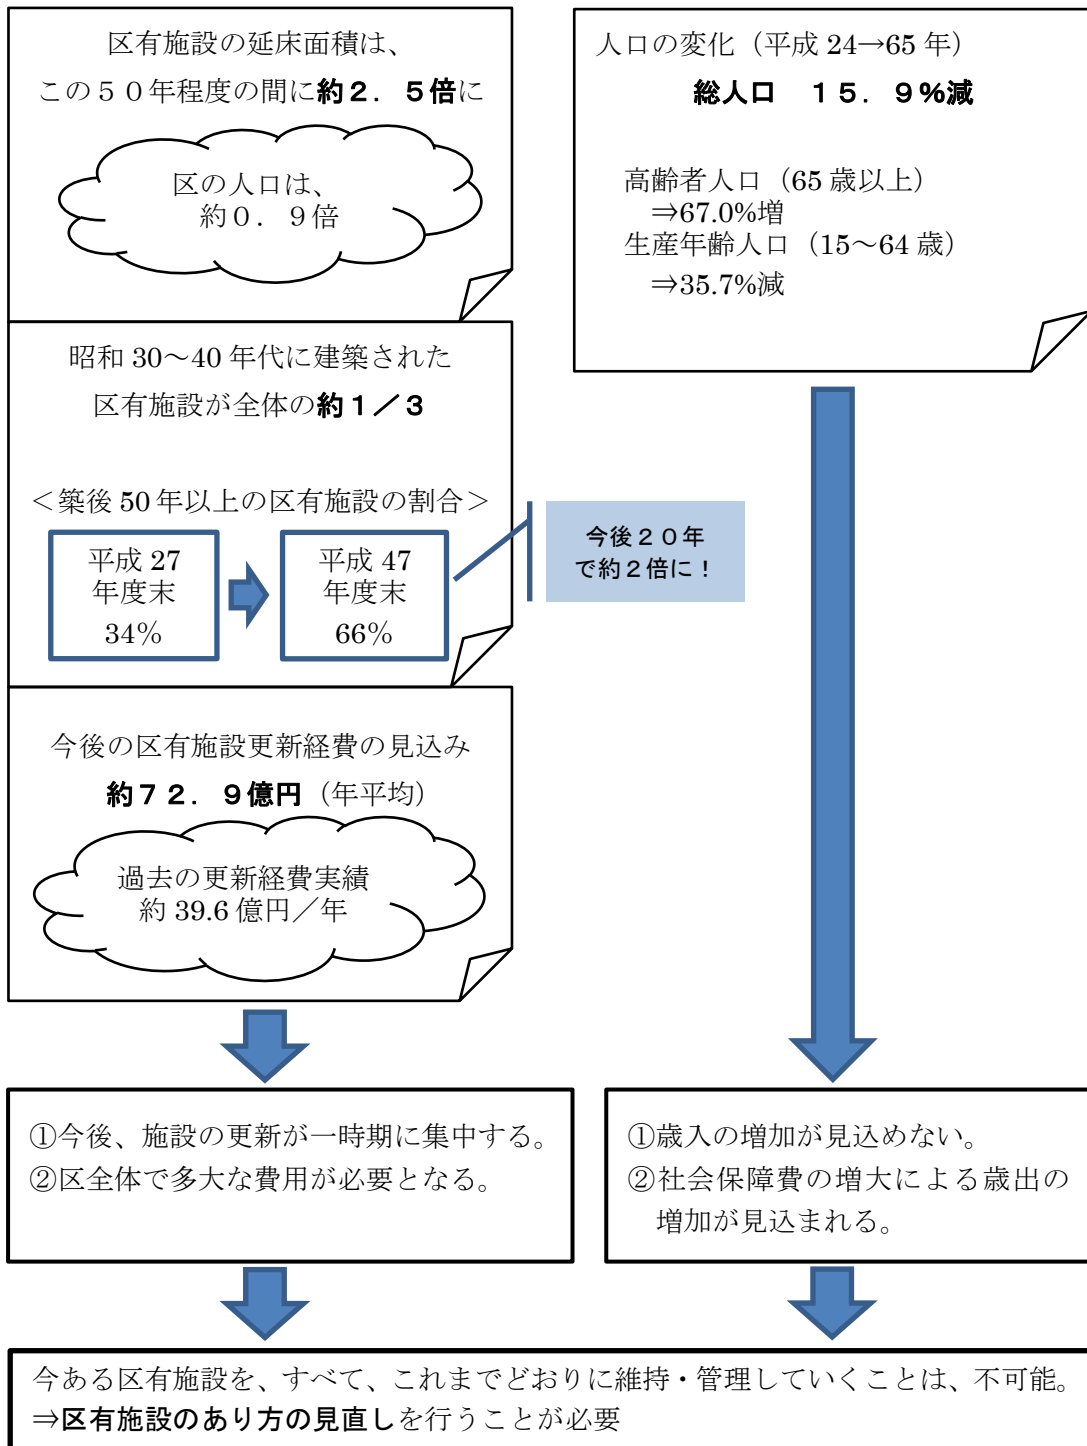 区有施設の延床面積は、
この５０年程度の間に約２．５倍に
区の人口は、
約０．９倍
昭和 30～40 年代に建築された
区有施設が全体の約１／３
＜築後 50 年以上の区有施設の割合＞
平成 27
年度末
34%
平成 47
年度末
66%
今後２０年
で約２倍に！
今後の区有施設更新経費の見込み
約７２．９億円（年平均）
過去の更新経費実績
約 39.6 億円／年
人口の変化（平成 24→65 年）
総人口　１５．９％減
高齢者人口（65 歳以上）
⇒67.0%増
生産年齢人口（15～64 歳）
⇒35.7%減
①今後、施設の更新が一時期に集中する。
②区全体で多大な費用が必要となる。
①歳入の増加が見込めない。
②社会保障費の増大による歳出の
増加が見込まれる。
今ある区有施設を、すべて、これまでどおりに維持・管理していくことは、不可能。
⇒区有施設のあり方の見直しを行うことが必要